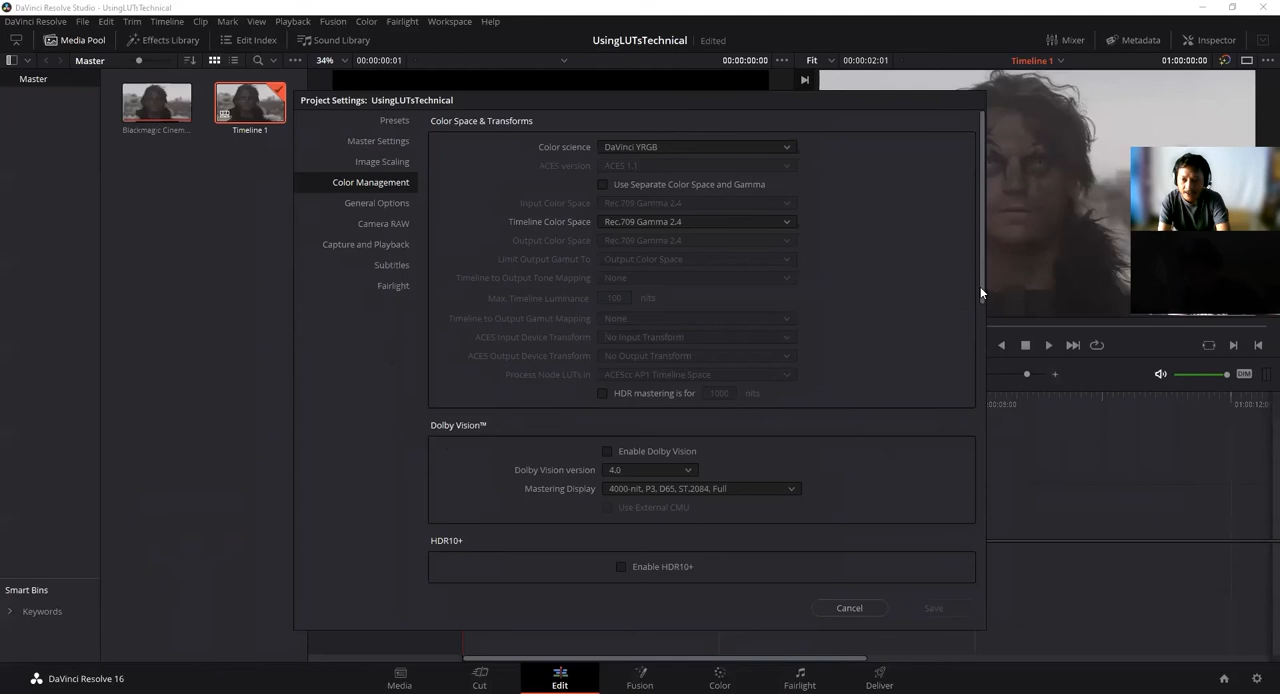 DaVinci Resolve Studio - UsingLUTsTechnical
DaVinci Resolve File Edit Trim Timeline Clip Mark View Playback Fusion Color Fairlight Workspace Help
Media Pool Effects Library Edit Index Sound Library UsingLUTsTechnical Edited Mixer Metadata Inspector
Master 34% 00:00:00:01 00:00:00:00 Fit 00:00:02:01 Timeline 1 01:00:00:00
Master
Blackmagic Cinem...
Timeline 1
Project Settings: UsingLUTsTechnical
Presets
Master Settings
Image Scaling
Color Management
General Options
Camera RAW
Capture and Playback
Subtitles
Fairlight
Color Space & Transforms
Color science DaVinci YRGB
ACES version ACES 1.1
Use Separate Color Space and Gamma
Input Color Space Rec.709 Gamma 2.4
Timeline Color Space Rec.709 Gamma 2.4
Output Color Space Rec.709 Gamma 2.4
Limit Output Gamut To Output Color Space
Timeline to Output Tone Mapping None
Max. Timeline Luminance 100 nits
Timeline to Output Gamut Mapping None
ACES Input Device Transform No Input Transform
ACES Output Device Transform No Output Transform
Process Node LUTs in ACEScc AP1 Timeline Space
HDR mastering is for 1000 nits
Dolby Vision™
Enable Dolby Vision
Dolby Vision version 4.0
Mastering Display 4000-nit, P3, D65, ST.2084, Full
Use External CMU
HDR10+
Enable HDR10+
Cancel Save
DIM
:00:08:00 01:00:12:0
Smart Bins
Keywords
DaVinci Resolve 16
Media Cut Edit Fusion Color Fairlight Deliver